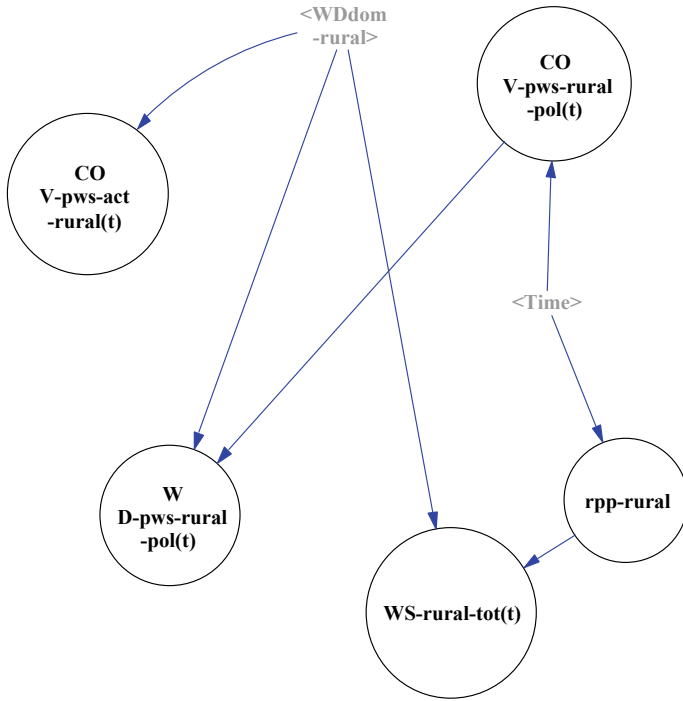 <WDdom
-rural>
CO
V-pws-rural
-pol(t)
CO
V-pws-act
-rural(t)
<Time>
W
D-pws-rural
-pol(t)
rpp-rural
WS-rural-tot(t)